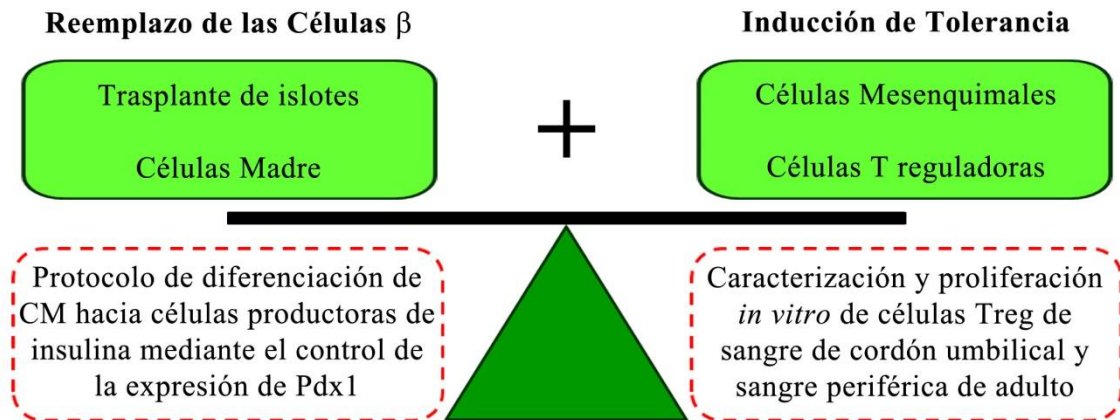 Reemplazo de las Células β
Trasplante de islotes
Células Madre
+
Inducción de Tolerancia
Células Mesenquimales
Células T reguladoras
Protocolo de diferenciación de
CM hacia células productoras de
insulina mediante el control de
la expresión de Pdx1
Caracterización y proliferación
in vitro de células Treg de
sangre de cordón umbilical y
sangre periférica de adulto